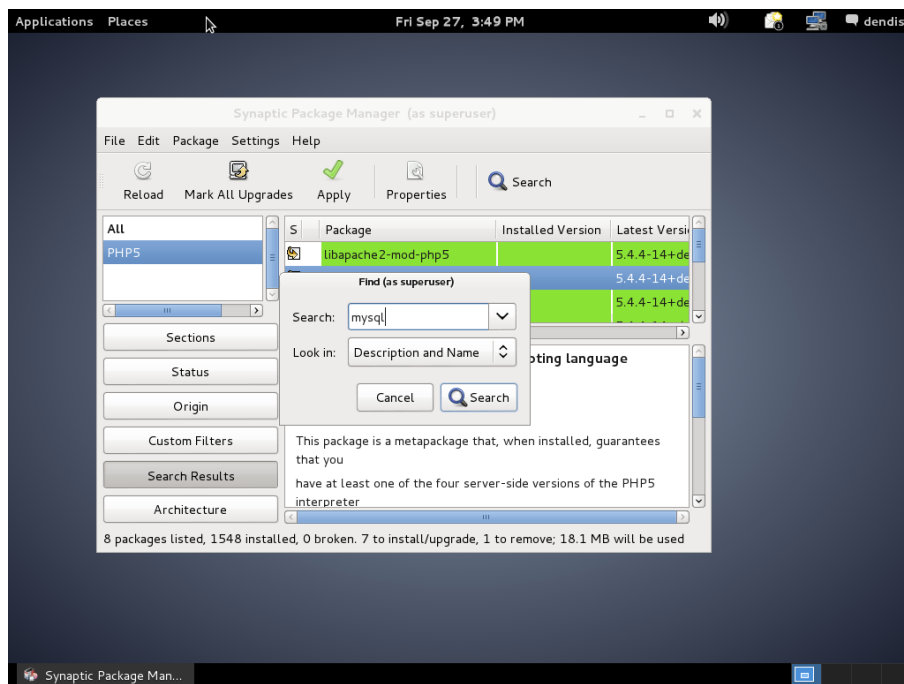 Applications Places
Fri Sep 27, 3:49 PM
dendis
Synaptic Package Manager (as superuser)
File Edit Package Settings Help
Reload Mark All Upgrades Apply Properties Search
All
PHP5
S Package Installed Version Latest Versi
libapache2-mod-php5 5.4.4-14+de
5.4.4-14+de
5.4.4-14+de
Find (as superuser)
Search: mysql
Look in: Description and Name
Cancel Search
Sections
Status
Origin
Custom Filters
Search Results
Architecture
pting language
This package is a metapackage that, when installed, guarantees
that you
have at least one of the four server-side versions of the PHP5
interpreter
8 packages listed, 1548 installed, 0 broken. 7 to install/upgrade, 1 to remove; 18.1 MB will be used
Synaptic Package Man...